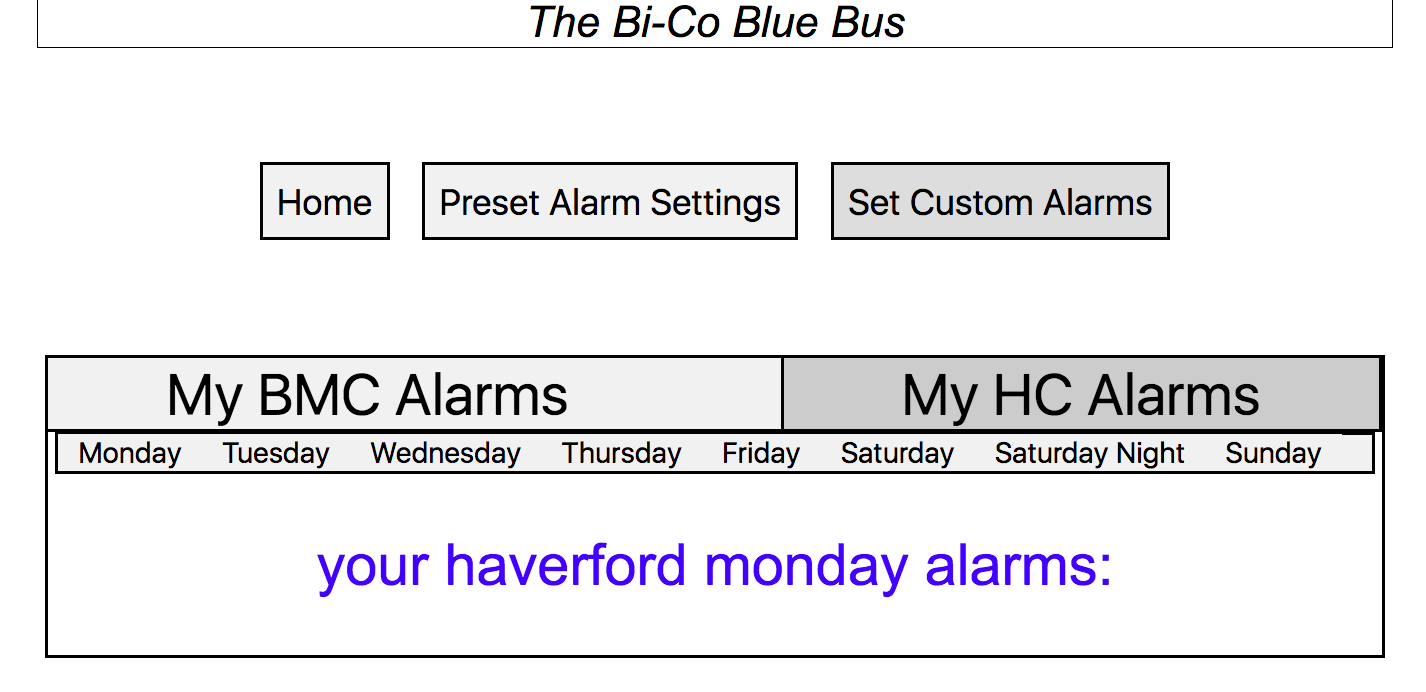 The Bi-Co Blue Bus
Home Preset Alarm Settings Set Custom Alarms
My BMC Alarms My HC Alarms
Monday Tuesday Wednesday Thursday Friday Saturday Saturday Night Sunday
your haverford monday alarms: